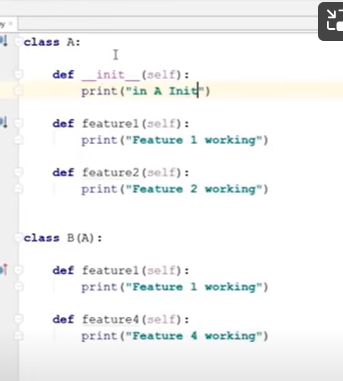 class A:
def __init__(self):
print("in A Init")
def feature1(self):
print("Feature 1 working")
def feature2(self):
print("Feature 2 working")
class B(A):
def feature1(self):
print("Feature 1 working")
def feature4(self):
print("Feature 4 working")